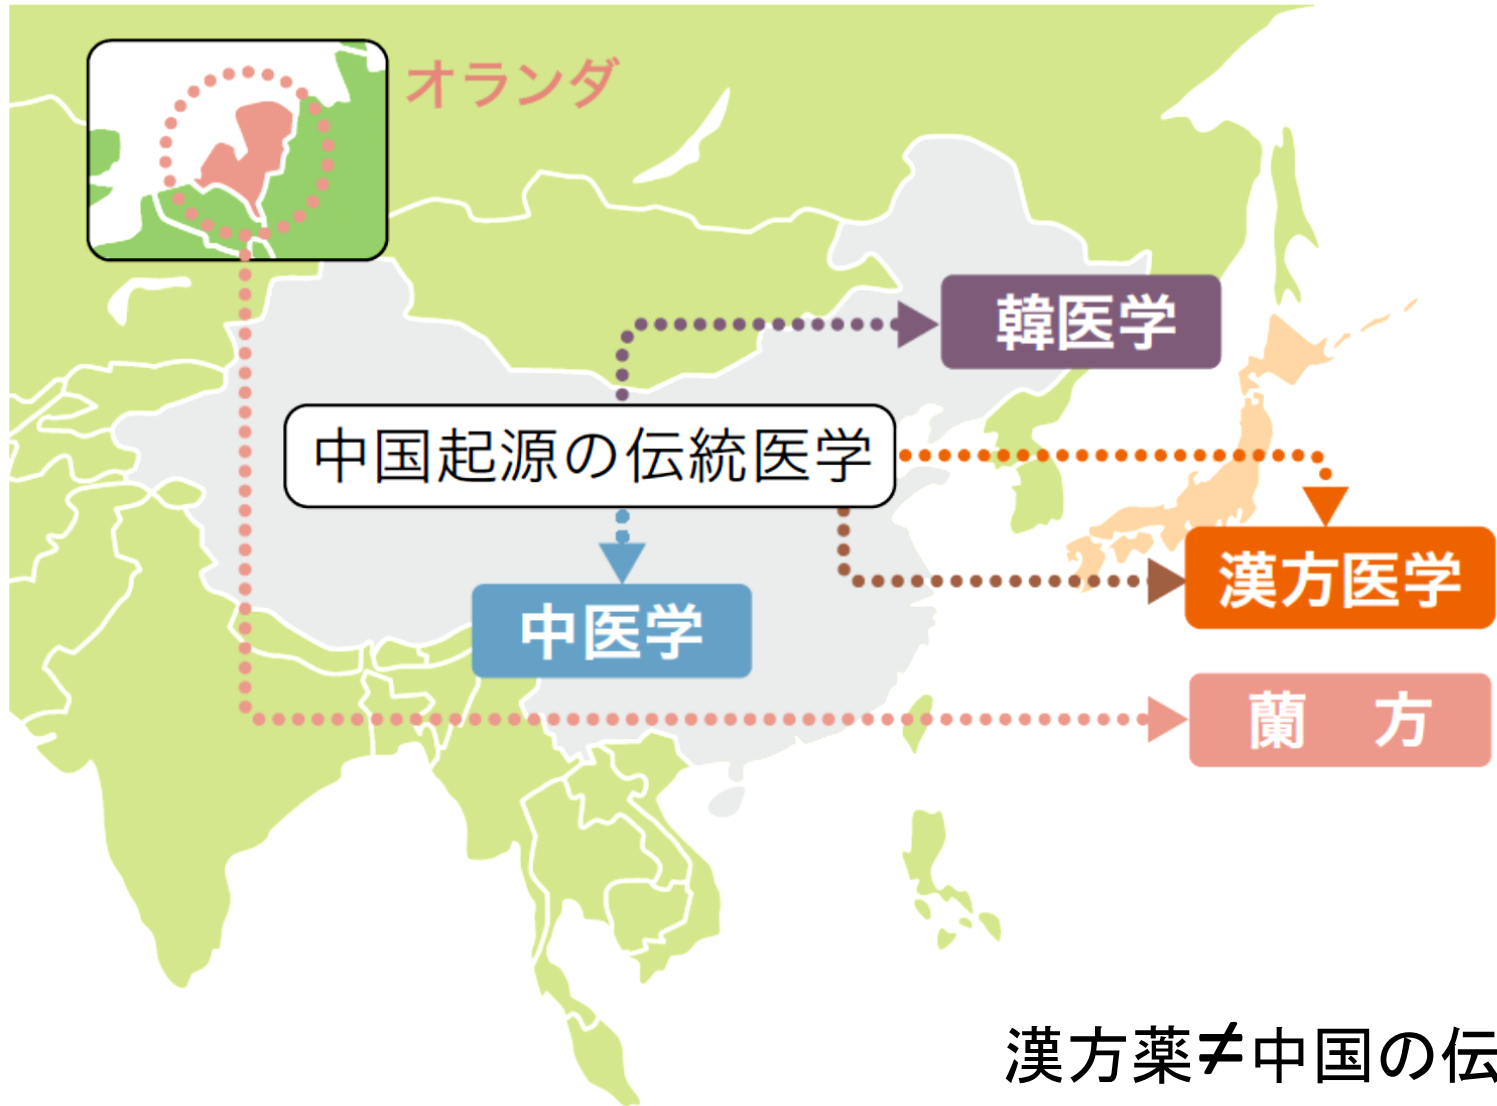 オランダ
韓医学
中国起源の伝統医学
中医学
漢方医学
蘭 方
漢方薬≠中国の伝